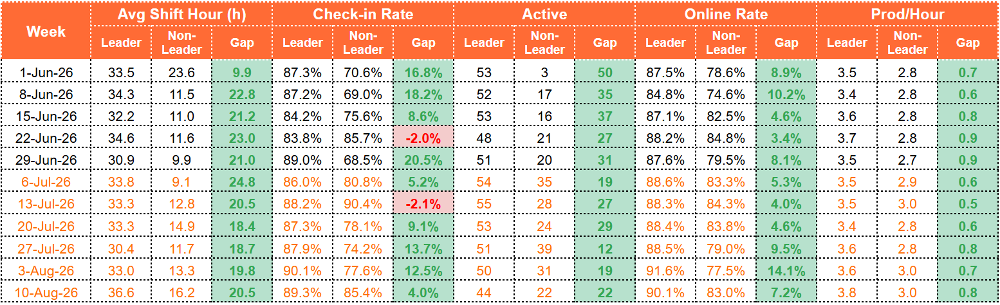 Week Avg Shift Hour (h) Check-in Rate Active Online Rate Prod/Hour
Leader Non-Leader Gap Leader Non-Leader Gap Leader Non-Leader Gap Leader Non-Leader Gap Leader Non-Leader Gap
1-Jun-26 33.5 23.6 9.9 87.3% 70.6% 16.8% 53 3 50 87.5% 78.6% 8.9% 3.5 2.8 0.7
8-Jun-26 34.3 11.5 22.8 87.2% 69.0% 18.2% 52 17 35 84.8% 74.6% 10.2% 3.4 2.8 0.6
15-Jun-26 32.2 11.0 21.2 84.2% 75.6% 8.6% 53 16 37 87.1% 82.5% 4.6% 3.6 2.8 0.8
22-Jun-26 34.6 11.6 23.0 83.8% 85.7% -2.0% 48 21 27 88.2% 84.8% 3.4% 3.7 2.8 0.9
29-Jun-26 30.9 9.9 21.0 89.0% 68.5% 20.5% 51 20 31 87.6% 79.5% 8.1% 3.5 2.7 0.9
6-Jul-26 33.8 9.1 24.8 86.0% 80.8% 5.2% 54 35 19 88.6% 83.3% 5.3% 3.5 2.9 0.6
13-Jul-26 33.3 12.8 20.5 88.2% 90.4% -2.1% 55 28 27 88.3% 84.3% 4.0% 3.5 3.0 0.5
20-Jul-26 33.3 14.9 18.4 87.3% 78.1% 9.1% 53 24 29 88.4% 83.8% 4.6% 3.4 2.8 0.6
27-Jul-26 30.4 11.7 18.7 87.9% 74.2% 13.7% 51 39 12 88.5% 79.0% 9.5% 3.6 2.8 0.8
3-Aug-26 33.0 13.3 19.8 90.1% 77.6% 12.5% 50 31 19 91.6% 77.5% 14.1% 3.6 3.0 0.7
10-Aug-26 36.6 16.2 20.5 89.3% 85.4% 4.0% 44 22 22 90.1% 83.0% 7.2% 3.8 3.0 0.8